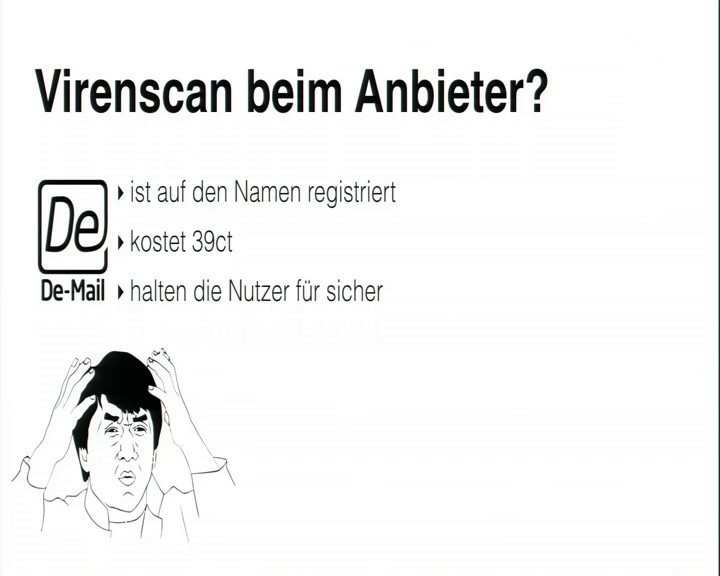 Virenscan beim Anbieter?
De
De-Mail
ist auf den Namen registriert
kostet 39ct
halten die Nutzer für sicher